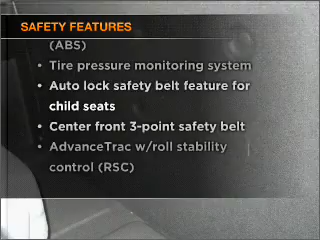 SAFETY FEATURES
(ABS)
• Tire pressure monitoring system
• Auto lock safety belt feature for
child seats
• Center front 3-point safety belt
• AdvanceTrac w/roll stability
control (RSC)